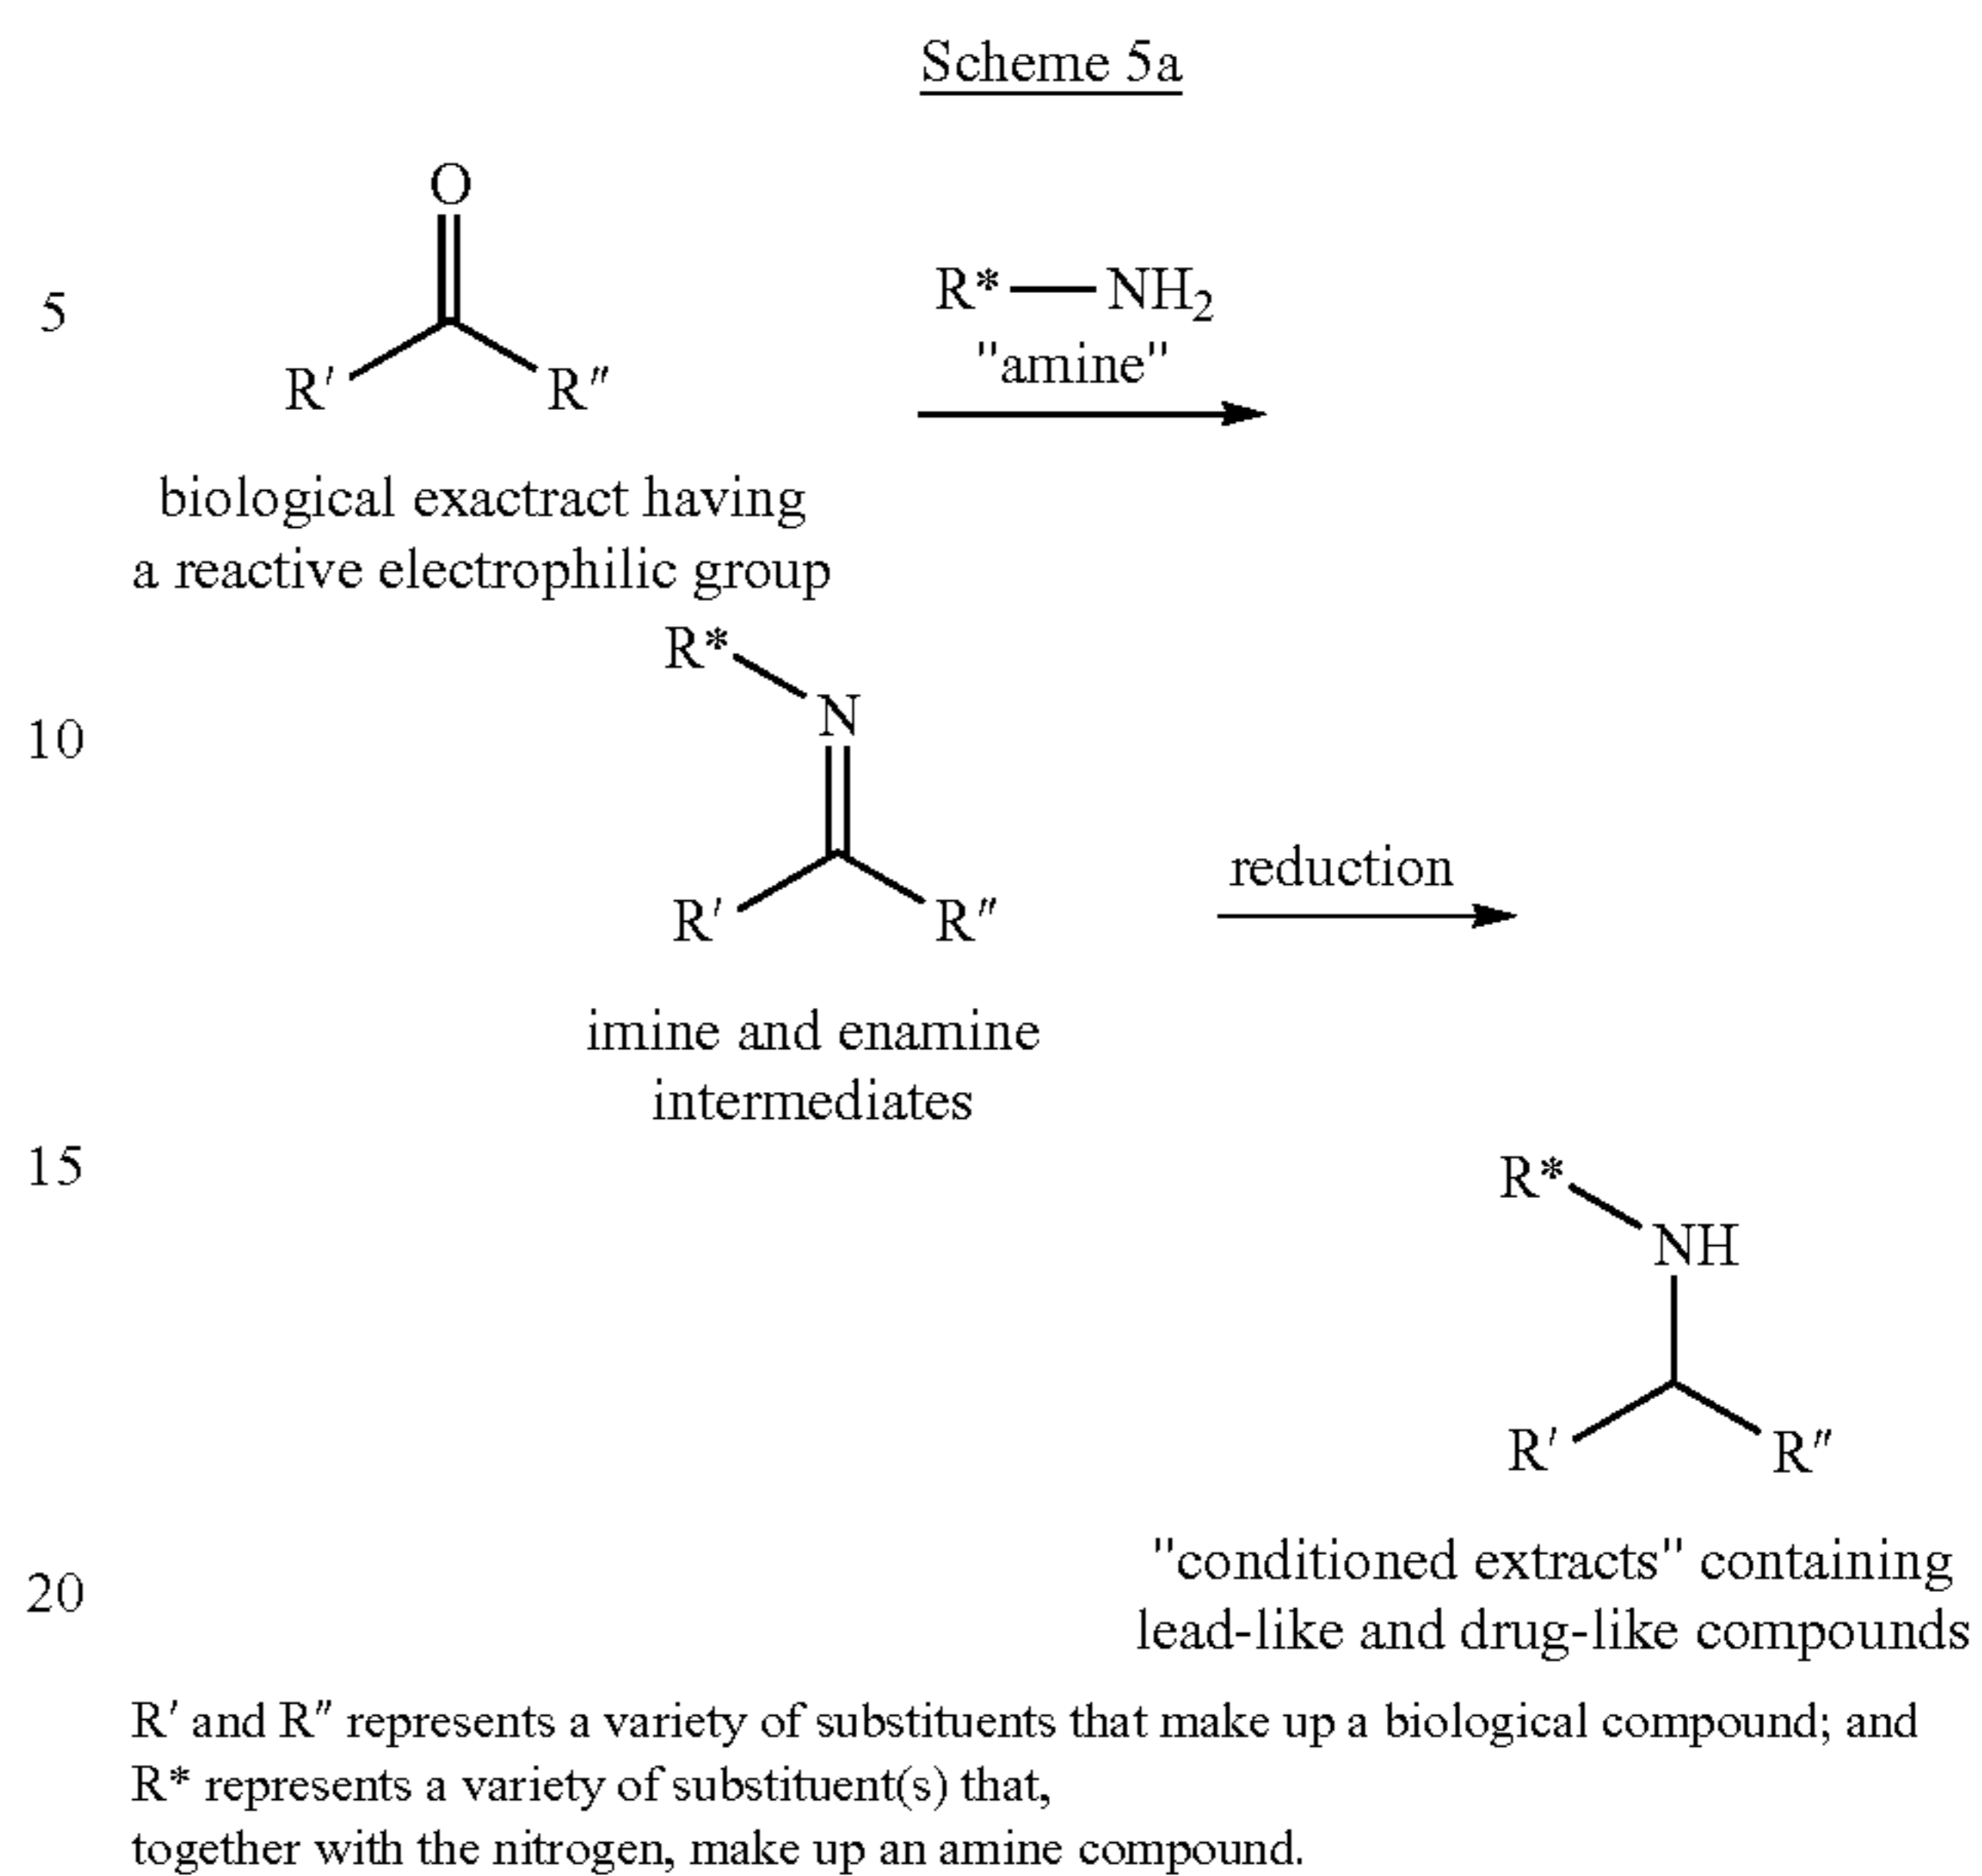 Scheme 5a
O
R′ R″
5
R*—NH₂
"amine"
biological exactract having
a reactive electrophilic group
R*
N
10
R′ R″
reduction
imine and enamine
intermediates
15
R*
NH
R′ R″
"conditioned extracts" containing
20
lead-like and drug-like compounds
R′ and R″ represents a variety of substituents that make up a biological compound; and
R* represents a variety of substituent(s) that,
together with the nitrogen, make up an amine compound.